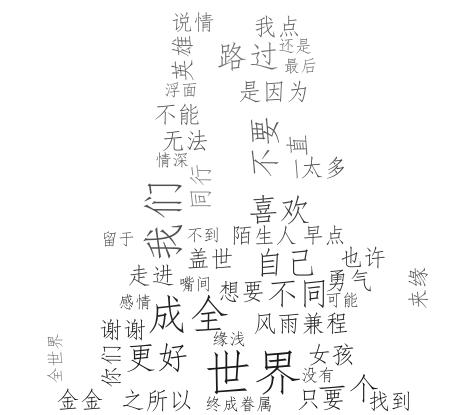 说情
我点
英雄
路过
还是
最后
浮面
是因为
不能
不要
一直
无法
情深
太多
同行
我们
喜欢
留于
不到
陌生人
早点
盖世
自己
也许
走进
嘴间
想要
不同
勇气
可能
未缘
感情
成全
谢谢
风雨兼程
缘浅
全世界
你们
更好
世界
女孩
没有
金金
之所以
终成眷属
只要
一个
找到